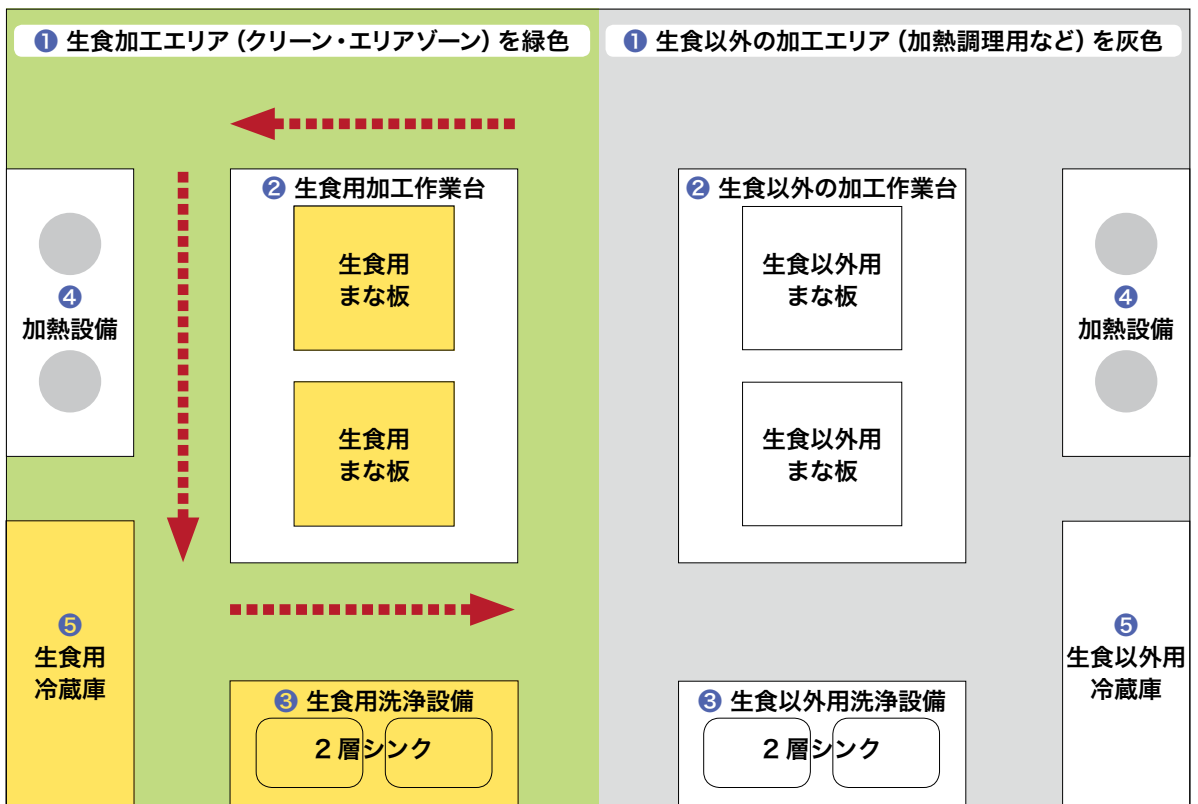 ❶ 生食加工エリア（クリーン・エリアゾーン）を緑色
❶ 生食以外の加工エリア（加熱調理用など）を灰色
❷ 生食用加工作業台
生食用
まな板
生食用
まな板
❹
加熱設備
❺
生食用
冷蔵庫
❸ 生食用洗浄設備
2層シンク
❷ 生食以外の加工作業台
生食以外用
まな板
生食以外用
まな板
❹
加熱設備
❺
生食以外用
冷蔵庫
❸ 生食以外用洗浄設備
2層シンク